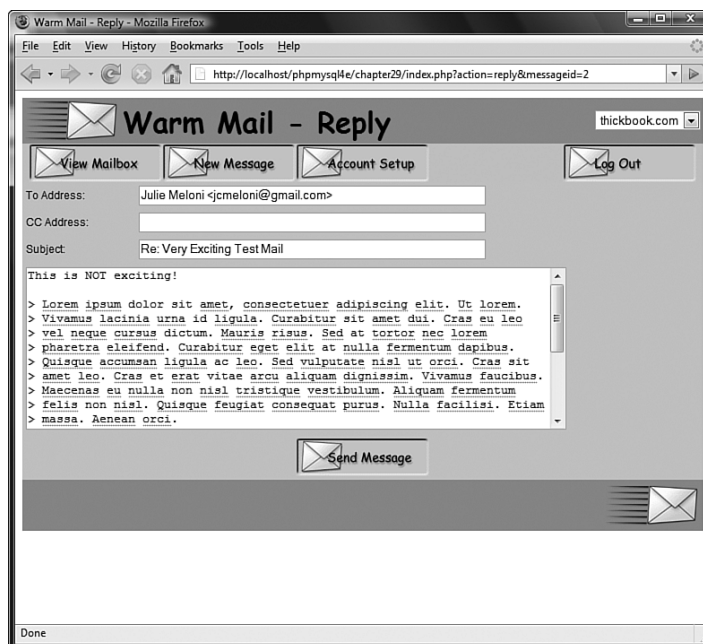 Warm Mail - Reply - Mozilla Firefox
File Edit View History Bookmarks Tools Help
http://localhost/phpmysql4e/chapter29/index.php?action=reply&messageid=2
Warm Mail - Reply
thickbook.com
View Mailbox New Message Account Setup Log Out
To Address: Julie Meloni <jcmeloni@gmail.com>
CC Address:
Subject: Re: Very Exciting Test Mail
This is NOT exciting!
> Lorem ipsum dolor sit amet, consectetuer adipiscing elit. Ut lorem.
> Vivamus lacinia urna id ligula. Curabitur sit amet dui. Cras eu leo
> vel neque cursus dictum. Mauris risus. Sed at tortor nec lorem
> pharetra eleifend. Curabitur eget elit at nulla fermentum dapibus.
> Quisque accumsan ligula ac leo. Sed vulputate nisl ut orci. Cras sit
> amet leo. Cras et erat vitae arcu aliquam dignissim. Vivamus faucibus.
> Maecenas eu nulla non nisl tristique vestibulum. Aliquam fermentum
> felis non nisl. Quisque feugiat consequat purus. Nulla facilisi. Etiam
> massa. Aenean orci.
Send Message
Done